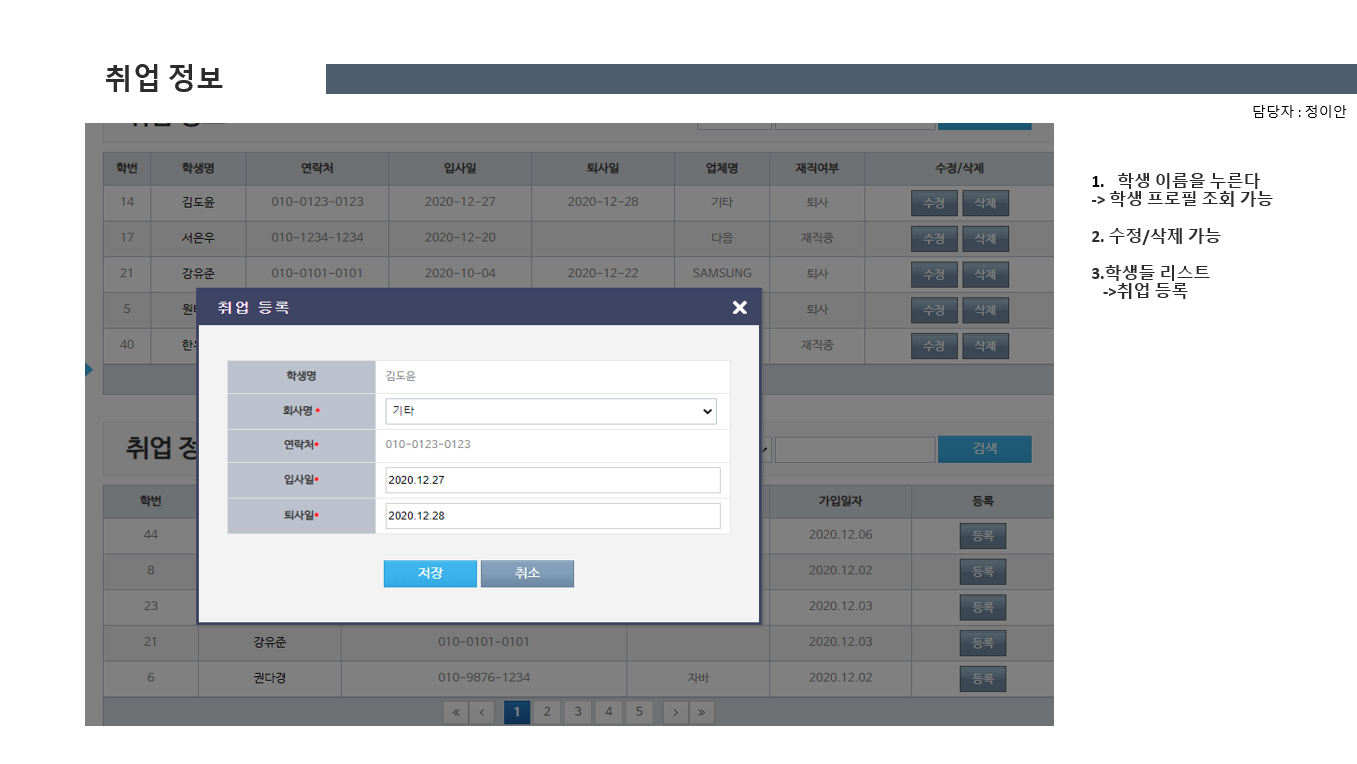 취업 정보
담당자 : 정이안
학번 학생명 연락처 입사일 퇴사일 업체명 재직여부 수정/삭제
14 김도윤 010-0123-0123 2020-12-27 2020-12-28 기타 퇴사 수정 삭제
17 서은우 010-1234-1234 2020-12-20 다음 재직중 수정 삭제
21 강유준 010-0101-0101 2020-10-04 2020-12-22 SAMSUNG 퇴사 수정 삭제
5 퇴사 수정 삭제
40 재직중 수정 삭제
취업 등록
학생명 김도윤
회사명* 기타
연락처* 010-0123-0123
입사일* 2020.12.27
퇴사일* 2020.12.28
저장 취소
취업 검색
학번 가입일자 등록
44 2020.12.06 등록
8 2020.12.02 등록
23 2020.12.03 등록
21 강유준 010-0101-0101 2020.12.03 등록
6 권다경 010-9876-1234 자바 2020.12.02 등록
« ‹ 1 2 3 4 5 › »
1. 학생 이름을 누른다
-> 학생 프로필 조회 가능
2. 수정/삭제 가능
3.학생들 리스트
->취업 등록